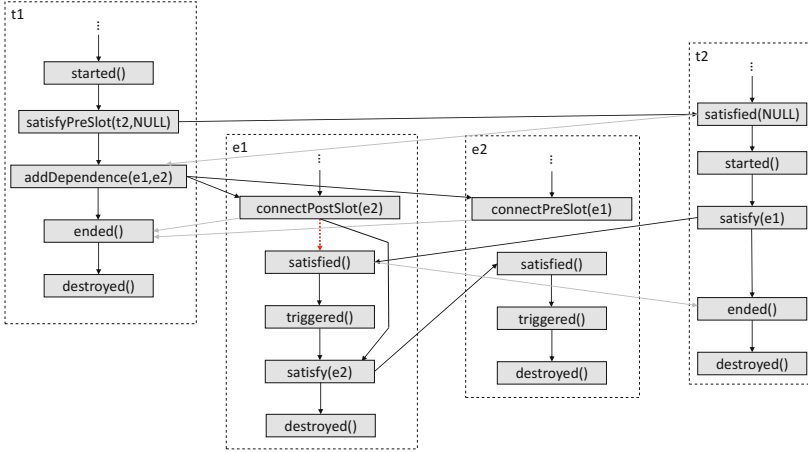 t1
⋮
started()
satisfyPreSlot(t2,NULL)
addDependence(e1,e2)
ended()
destroyed()
e1
⋮
connectPostSlot(e2)
satisfied()
triggered()
satisfy(e2)
destroyed()
e2
⋮
connectPreSlot(e1)
satisfied()
triggered()
destroyed()
t2
⋮
satisfied(NULL)
started()
satisfy(e1)
ended()
destroyed()